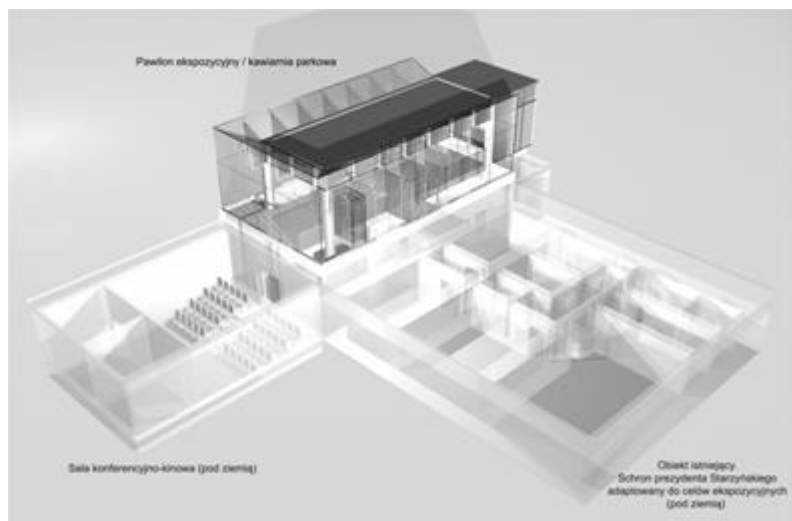 Pawilon ekspozycyjny / kawiarnia parkowa
Sala konferencyjno-kinowa (pod ziemią)
Obiekt istniejący.
Schron prezydenta Starzyńskiego
adaptowany do celów ekspozycyjnych
(pod ziemią)